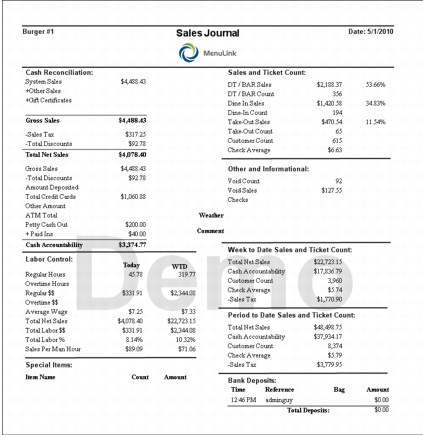 Burger #1 Sales Journal Date: 5/1/2010
MenuLink
Cash Reconciliation:
System Sales $4,488.43
+Other Sales
+Gift Certificates
Gross Sales $4,488.43
-Sales Tax $317.25
-Total Discounts $92.78
Total Net Sales $4,078.40
Gross Sales $4,488.43
-Total Discounts $92.78
Amount Deposited
Total Credit Cards $1,060.88
Other Amount
ATM Total
Petty Cash Out $200.00
+ Paid Ins $40.00
Cash Accountability $3,374.77
Labor Control:
Today WTD
Regular Hours 45.78 319.77
Overtime Hours
Regular $$ $331.91 $2,344.08
Overtime $$
Average Wage $7.25 $7.33
Total Net Sales $4,078.40 $22,723.15
Total Labor $$ $331.91 $2,344.08
Total Labor % 8.14% 10.32%
Sales Per Man Hour $89.09 $71.06
Special Items:
Item Name Count Amount
Sales and Ticket Count:
DT / BAR Sales $2,188.37 53.66%
DT / BAR Count 356
Dine In Sales $1,420.58 34.83%
Dine-In Count 194
Take-Out Sales $470.54 11.54%
Take-Out Count 65
Customer Count 615
Check Average $6.63
Other and Informational:
Void Count 92
Void Sales $127.55
Checks
Weather
Comment
Week to Date Sales and Ticket Count:
Total Net Sales $22,723.15
Cash Accountability $17,836.79
Customer Count 3,960
Check Average $5.74
-Sales Tax $1,770.90
Period to Date Sales and Ticket Count:
Total Net Sales $48,498.75
Cash Accountability $37,934.17
Customer Count 8,374
Check Average $5.79
-Sales Tax $3,779.95
Bank Deposits:
Time Reference Bag Amount
12:46 PM adminguy $0.00
Total Deposits: $0.00
Demo